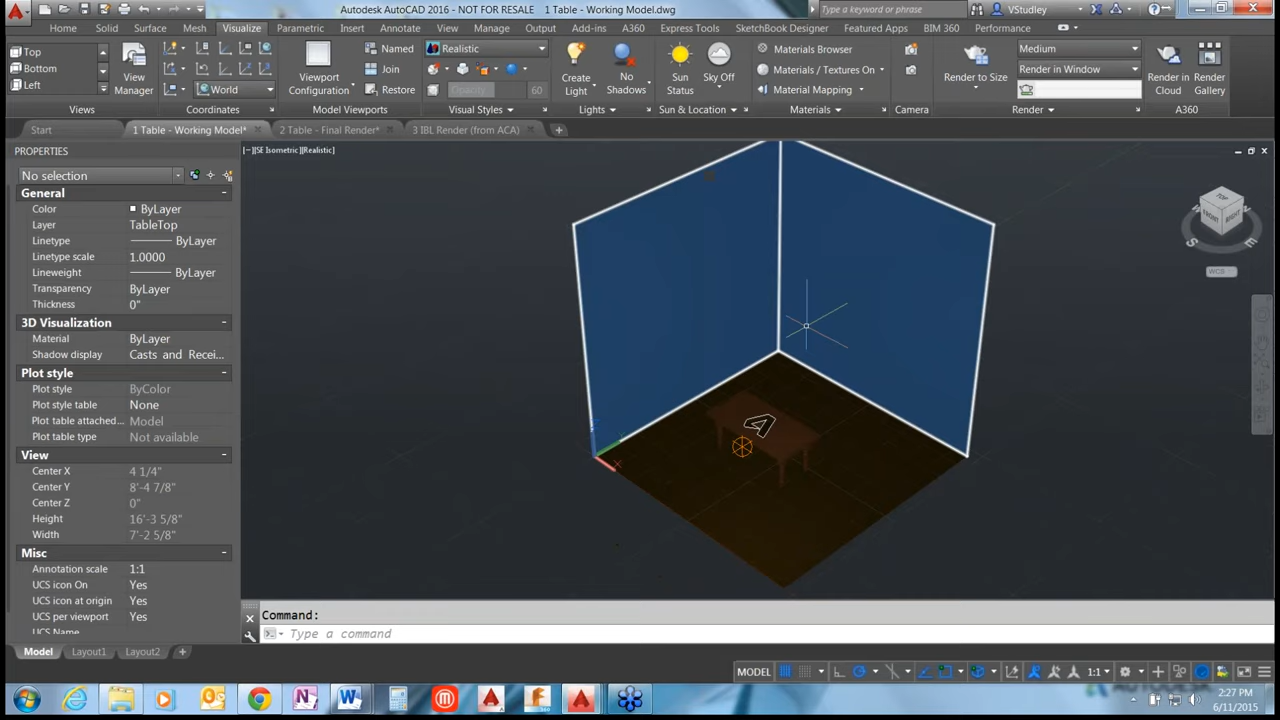 Autodesk AutoCAD 2016 - NOT FOR RESALE 1 Table - Working Model.dwg
Type a keyword or phrase
VStudley
Home Solid Surface Mesh Visualize Parametric Insert Annotate View Manage Output Add-ins A360 Express Tools SketchBook Designer Featured Apps BIM 360 Performance
Top
Bottom
Left
View Manager
World
Viewport Configuration
Named
Join
Restore
Realistic
Opacity 60
Create Light
No Shadows
Sun Status
Sky Off
Materials Browser
Materials / Textures On
Material Mapping
Render to Size
Medium
Render in Window
Render in Cloud
Render Gallery
Views Coordinates Model Viewports Visual Styles Lights Sun & Location Materials Camera Render A360
Start 1 Table - Working Model* 2 Table - Final Render* 3 IBL Render (from ACA)
PROPERTIES
[−][SE Isometric][Realistic]
No selection
General
Color ByLayer
Layer TableTop
Linetype ByLayer
Linetype scale 1.0000
Lineweight ByLayer
Transparency ByLayer
Thickness 0"
3D Visualization
Material ByLayer
Shadow display Casts and Recei...
Plot style
Plot style ByColor
Plot style table None
Plot table attached... Model
Plot table type Not available
View
Center X 4 1/4"
Center Y 8'-4 7/8"
Center Z 0"
Height 16'-3 5/8"
Width 7'-2 5/8"
Misc
Annotation scale 1:1
UCS icon On Yes
UCS icon at origin Yes
UCS per viewport Yes
UCS Name
TOP
FRONT
RIGHT
S
E
WCS
Command:
Type a command
Model Layout1 Layout2
MODEL
1:1
2:27 PM
6/11/2015